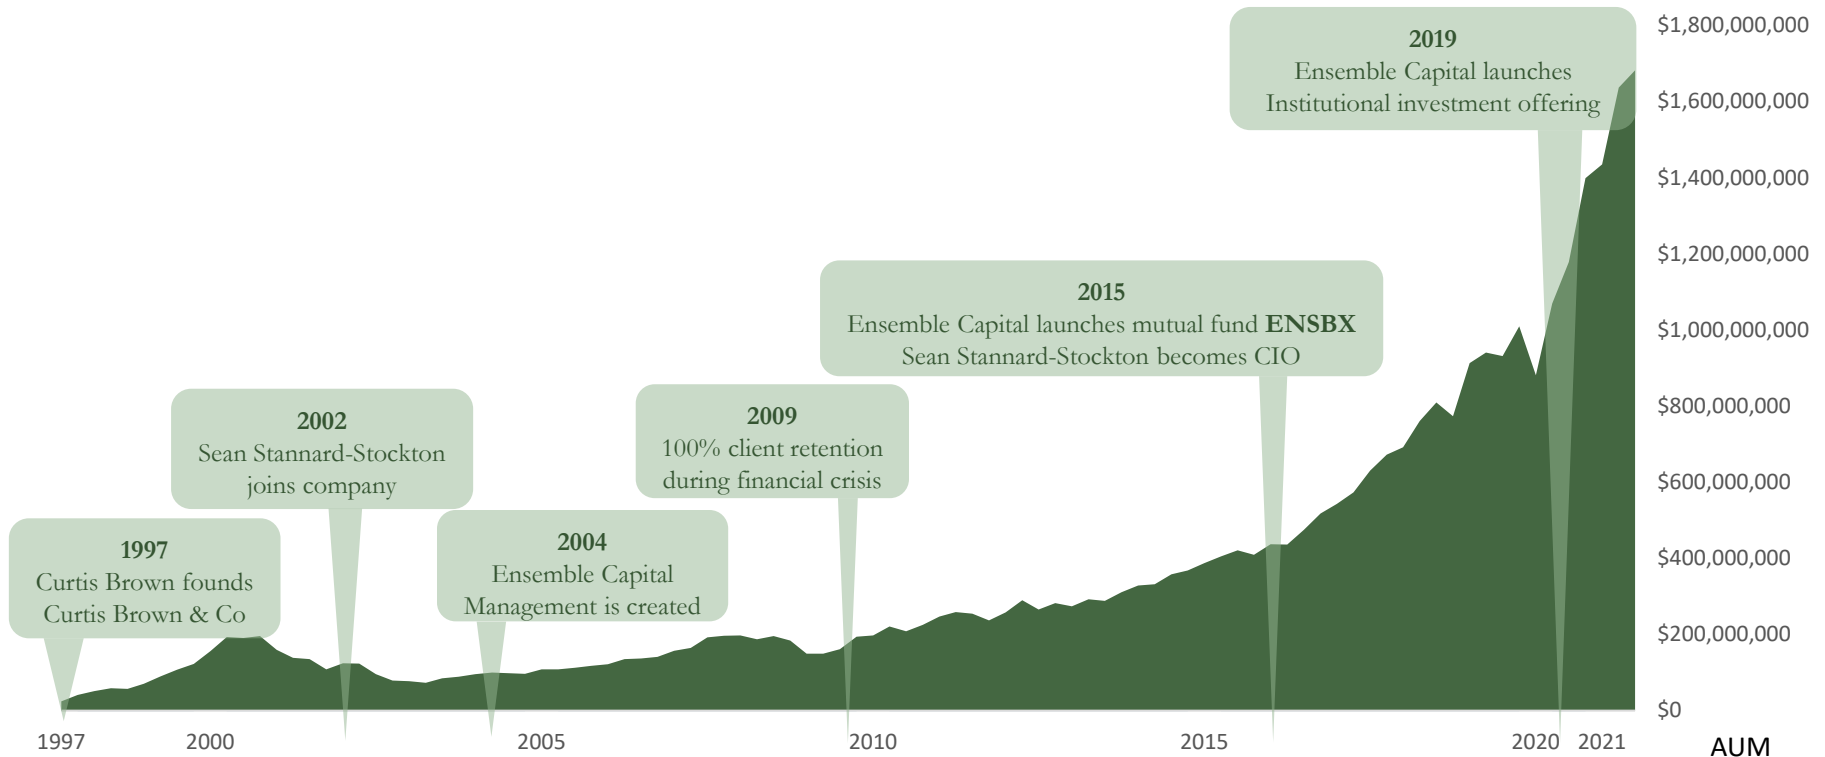 1997
Curtis Brown founds
Curtis Brown & Co
2002
Sean Stannard-Stockton
joins company
2004
Ensemble Capital
Management is created
2009
100% client retention
during financial crisis
2015
Ensemble Capital launches mutual fund ENSBX
Sean Stannard-Stockton becomes CIO
2019
Ensemble Capital launches
Institutional investment offering
$1,800,000,000
$1,600,000,000
$1,400,000,000
$1,200,000,000
$1,000,000,000
$800,000,000
$600,000,000
$400,000,000
$200,000,000
$0
1997 2000 2005 2010 2015 2020 2021
AUM